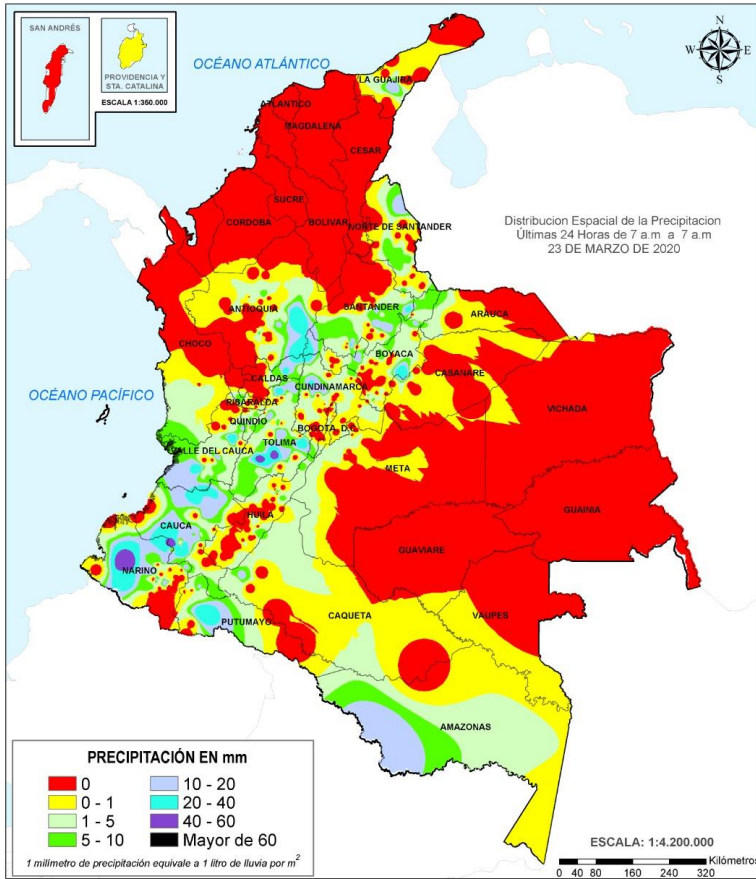 SAN ANDRÉS
PROVIDENCIA Y
STA. CATALINA
ESCALA 1:350.000
OCÉANO ATLÁNTICO
N
W
E
S
LA GUAJIRA
ATLANTICO
MAGDALENA
CESAR
SUCRE
CORDOBA
BOLIVAR
NORTE DE SANTANDER
Distribucion Espacial de la Precipitacion
Últimas 24 Horas de 7 a.m a 7 a.m
23 DE MARZO DE 2020
ANTIOQUIA
SANTANDER
ARAUCA
CHOCO
BOYACA
CALDAS
CUNDINAMARCA
CASANARE
OCÉANO PACÍFICO
RISARALDA
VICHADA
QUINDIO
BOGOTA, D.C.
TOLIMA
VALLE DEL CAUCA
META
GUAINIA
CAUCA
HUILA
GUAVIARE
NARIÑO
CAQUETA
VAUPES
PUTUMAYO
AMAZONAS
PRECIPITACIÓN EN mm
0
10 - 20
0 - 1
20 - 40
1 - 5
40 - 60
5 - 10
Mayor de 60
1 milímetro de precipitación equivale a 1 litro de lluvia por m²
ESCALA: 1:4.200.000
Kilómetros
0 40 80 160 240 320